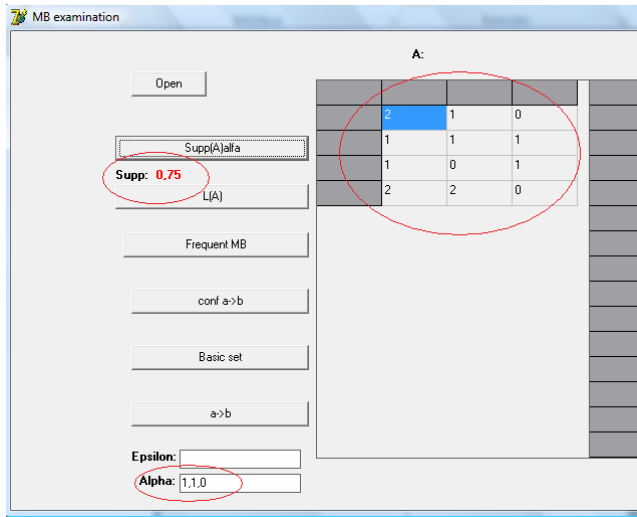 MB examination
A:
Open
2 1 0
Supp(A)alfa
1 1 1
Supp: 0,75
1 0 1
L(A)
2 2 0
Frequent MB
conf a->b
Basic set
a->b
Epsilon:
Alpha: 1,1,0